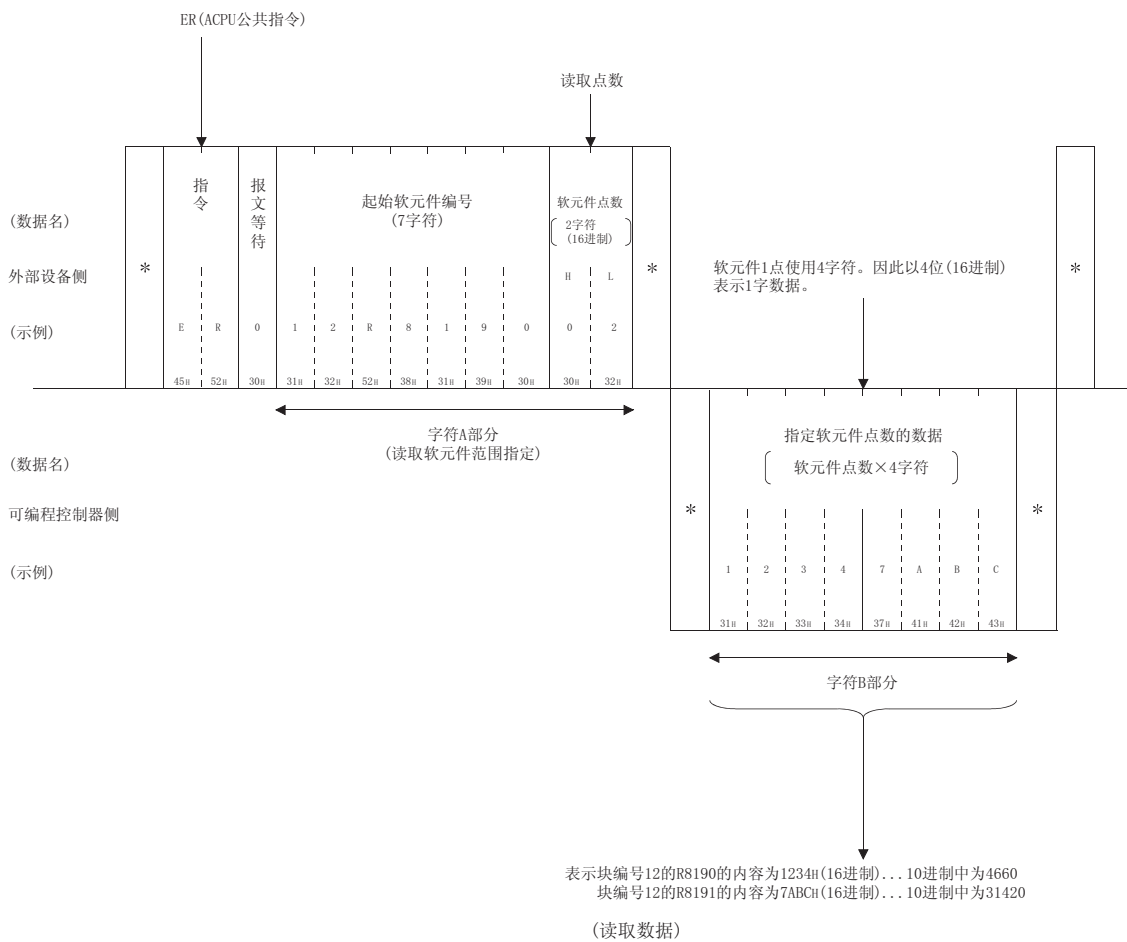 ER(ACPU公共指令)
读取点数
(数据名)
指令
报文等待
起始软元件编号
(7字符)
软元件点数
2字符
(16进制)
外部设备侧
*
H L
*
软元件1点使用4字符。因此以4位(16进制)
表示1字数据。
*
(示例)
E R 0 1 2 R 8 1 9 0 0 2
45H 52H 30H 31H 32H 52H 38H 31H 39H 30H 30H 32H
字符A部分
(读取软元件范围指定)
指定软元件点数的数据
软元件点数×4字符
(数据名)
可编程控制器侧
*
*
(示例)
1 2 3 4 7 A B C
31H 32H 33H 34H 37H 41H 42H 43H
字符B部分
表示块编号12的R8190的内容为1234H(16进制)...10进制中为4660
块编号12的R8191的内容为7ABCH(16进制)...10进制中为31420
(读取数据)